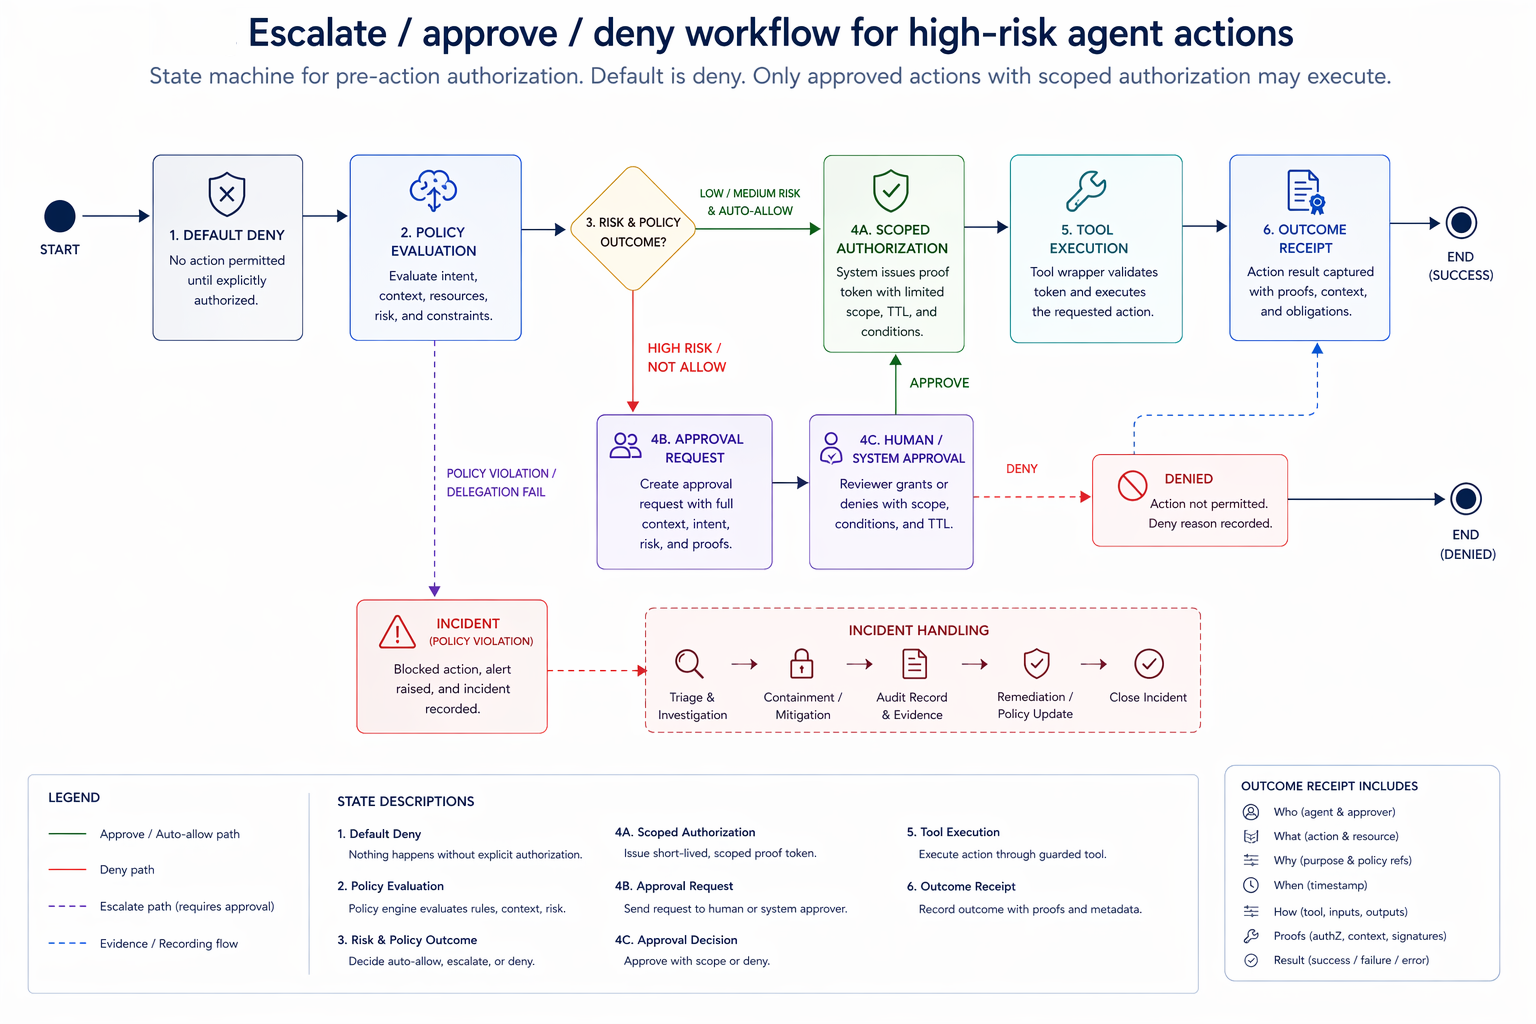 Escalate / approve / deny workflow for high-risk agent actions
State machine for pre-action authorization. Default is deny. Only approved actions with scoped authorization may execute.
START
1. DEFAULT DENY
No action permitted
until explicitly
authorized.
2. POLICY
EVALUATION
Evaluate intent,
context, resources,
risk, and constraints.
3. RISK & POLICY
OUTCOME?
LOW / MEDIUM RISK
& AUTO-ALLOW
4A. SCOPED
AUTHORIZATION
System issues proof
token with limited
scope, TTL, and
conditions.
5. TOOL
EXECUTION
Tool wrapper validates
token and executes
the requested action.
6. OUTCOME
RECEIPT
Action result captured
with proofs, context,
and obligations.
END
(SUCCESS)
HIGH RISK /
NOT ALLOW
APPROVE
POLICY VIOLATION /
DELEGATION FAIL
4B. APPROVAL
REQUEST
Create approval
request with full
context, intent,
risk, and proofs.
4C. HUMAN /
SYSTEM APPROVAL
Reviewer grants or
denies with scope,
conditions, and TTL.
DENY
DENIED
Action not permitted.
Deny reason recorded.
END
(DENIED)
INCIDENT
(POLICY VIOLATION)
Blocked action, alert
raised, and incident
recorded.
INCIDENT HANDLING
Triage &
Investigation
Containment /
Mitigation
Audit Record
& Evidence
Remediation /
Policy Update
Close Incident
LEGEND
Approve / Auto-allow path
Deny path
Escalate path (requires approval)
Evidence / Recording flow
STATE DESCRIPTIONS
1. Default Deny
Nothing happens without explicit authorization.
2. Policy Evaluation
Policy engine evaluates rules, context, risk.
3. Risk & Policy Outcome
Decide auto-allow, escalate, or deny.
4A. Scoped Authorization
Issue short-lived, scoped proof token.
4B. Approval Request
Send request to human or system approver.
4C. Approval Decision
Approve with scope or deny.
5. Tool Execution
Execute action through guarded tool.
6. Outcome Receipt
Record outcome with proofs and metadata.
OUTCOME RECEIPT INCLUDES
Who (agent & approver)
What (action & resource)
Why (purpose & policy refs)
When (timestamp)
How (tool, inputs, outputs)
Proofs (authZ, context, signatures)
Result (success / failure / error)